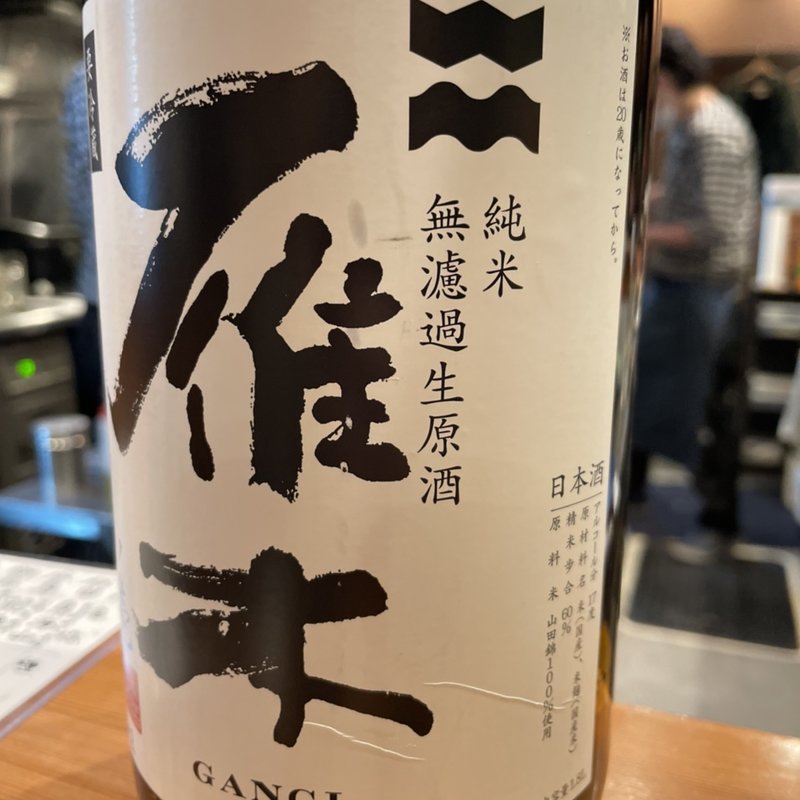 ※お酒は20歳になってから。
純米
無濾過生原酒
雁木
要冷蔵
GANGI
日本酒
アルコール分 17度
原材料名 米(国産)、米麹(国産米)
精米歩合 60%
原料米 山田錦100%使用